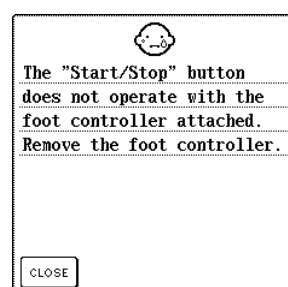 The "Start/Stop" button
does not operate with the
foot controller attached.
Remove the foot controller.
CLOSE